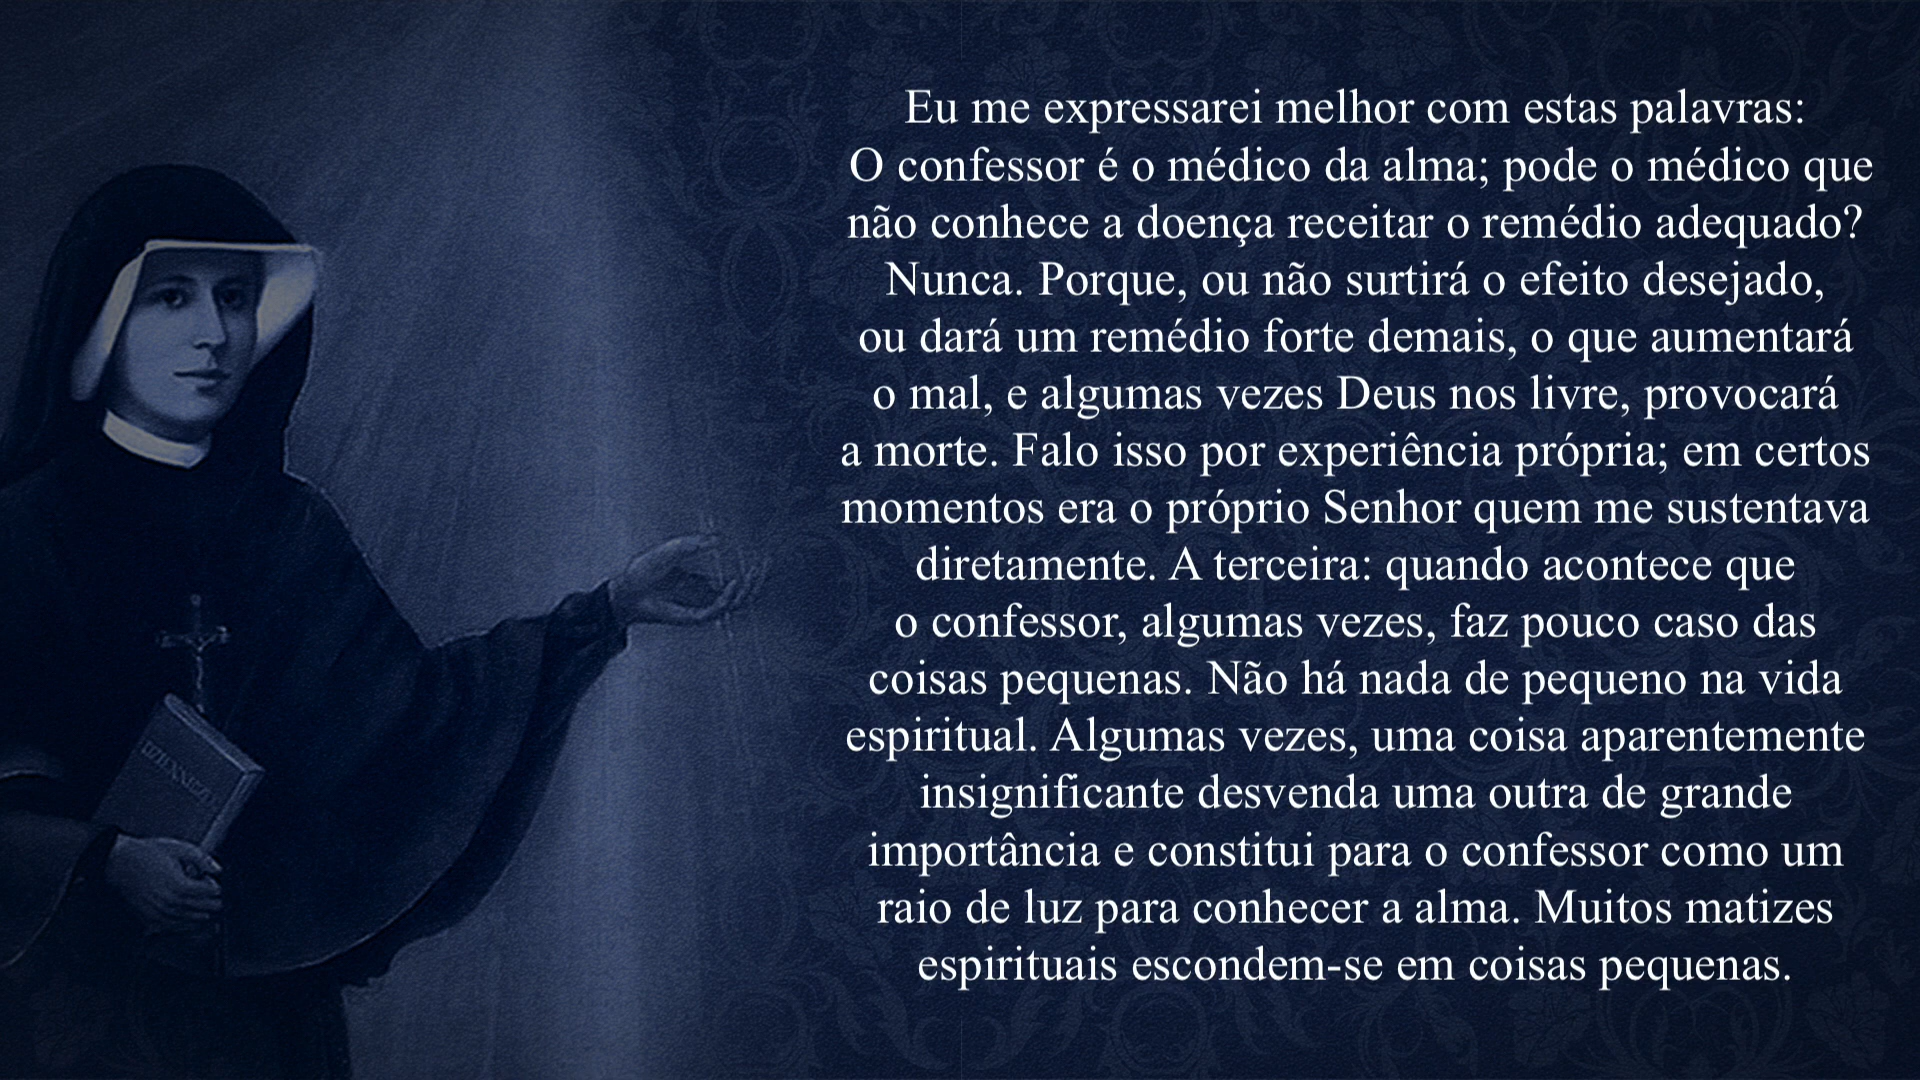 Eu me expressarei melhor com estas palavras:
O confessor é o médico da alma; pode o médico que
não conhece a doença receitar o remédio adequado?
Nunca. Porque, ou não surtirá o efeito desejado,
ou dará um remédio forte demais, o que aumentará
o mal, e algumas vezes Deus nos livre, provocará
a morte. Falo isso por experiência própria; em certos
momentos era o próprio Senhor quem me sustentava
diretamente. A terceira: quando acontece que
o confessor, algumas vezes, faz pouco caso das
coisas pequenas. Não há nada de pequeno na vida
espiritual. Algumas vezes, uma coisa aparentemente
insignificante desvenda uma outra de grande
importância e constitui para o confessor como um
raio de luz para conhecer a alma. Muitos matizes
espirituais escondem-se em coisas pequenas.